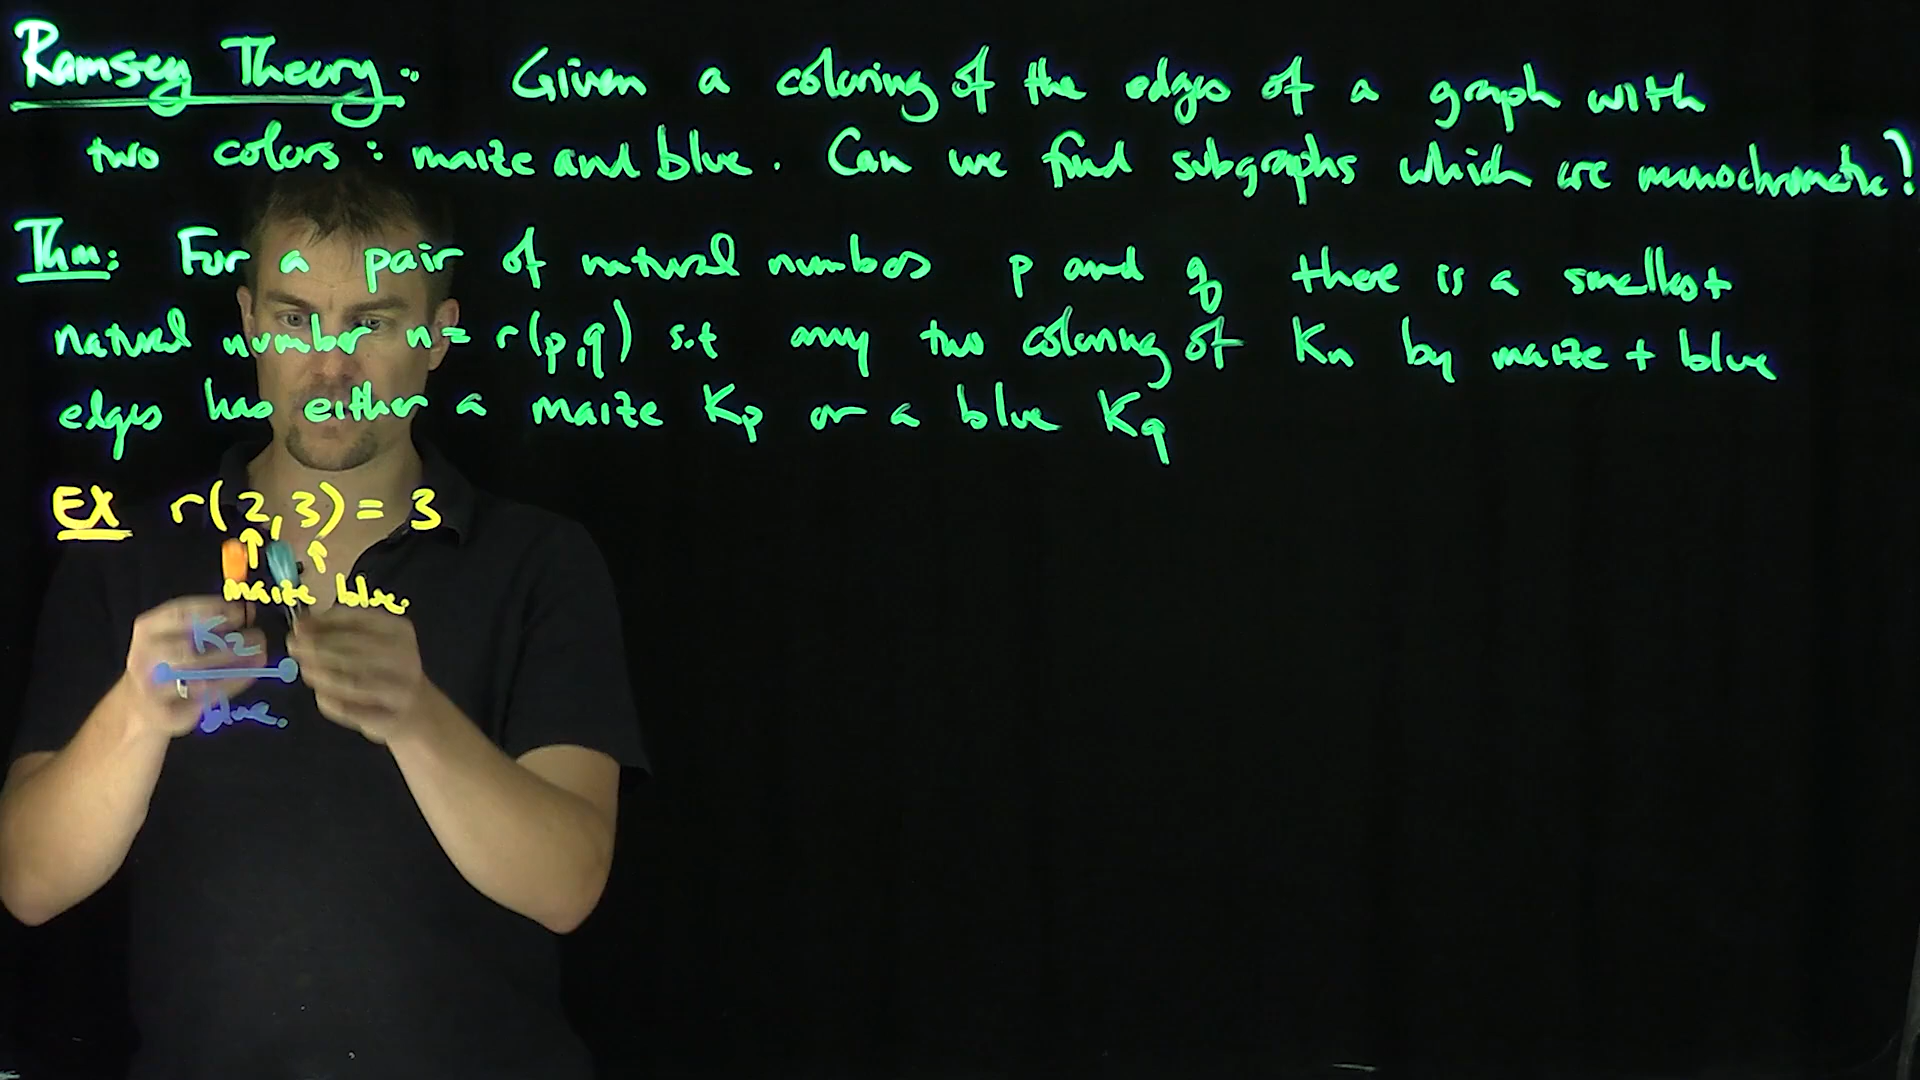 Ramsey Theory: Given a coloring of the edges of a graph with
two colors: maize and blue. Can we find subgraphs which are monochromatic?
Thm: For a pair of natural numbers p and q there is a smallest
natural number n = r(p,q) s.t any two coloring of Kn by maize + blue
edges has either a maize Kp or a blue Kq
EX r(2,3) = 3
maize blue.
K2
blue.